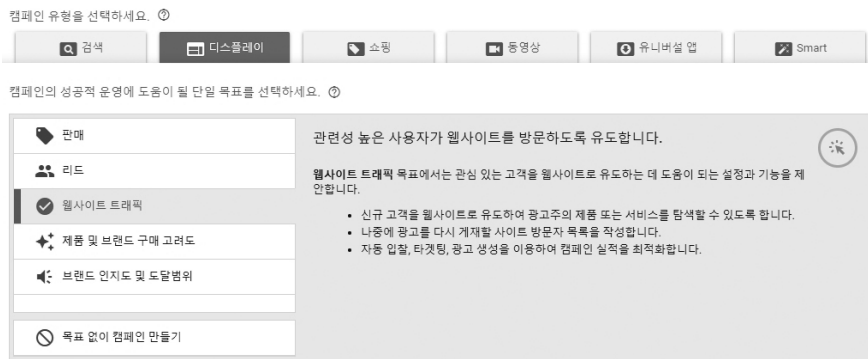 캠페인 유형을 선택하세요.
검색
디스플레이
쇼핑
동영상
유니버설 앱
Smart
캠페인의 성공적 운영에 도움이 될 단일 목표를 선택하세요.
판매
리드
웹사이트 트래픽
제품 및 브랜드 구매 고려도
브랜드 인지도 및 도달범위
목표 없이 캠페인 만들기
관련성 높은 사용자가 웹사이트를 방문하도록 유도합니다.
웹사이트 트래픽 목표에서는 관심 있는 고객을 웹사이트로 유도하는 데 도움이 되는 설정과 기능을 제
안합니다.
• 신규 고객을 웹사이트로 유도하여 광고주의 제품 또는 서비스를 탐색할 수 있도록 합니다.
• 나중에 광고를 다시 게재할 사이트 방문자 목록을 작성합니다.
• 자동 입찰, 타겟팅, 광고 생성을 이용하여 캠페인 실적을 최적화합니다.